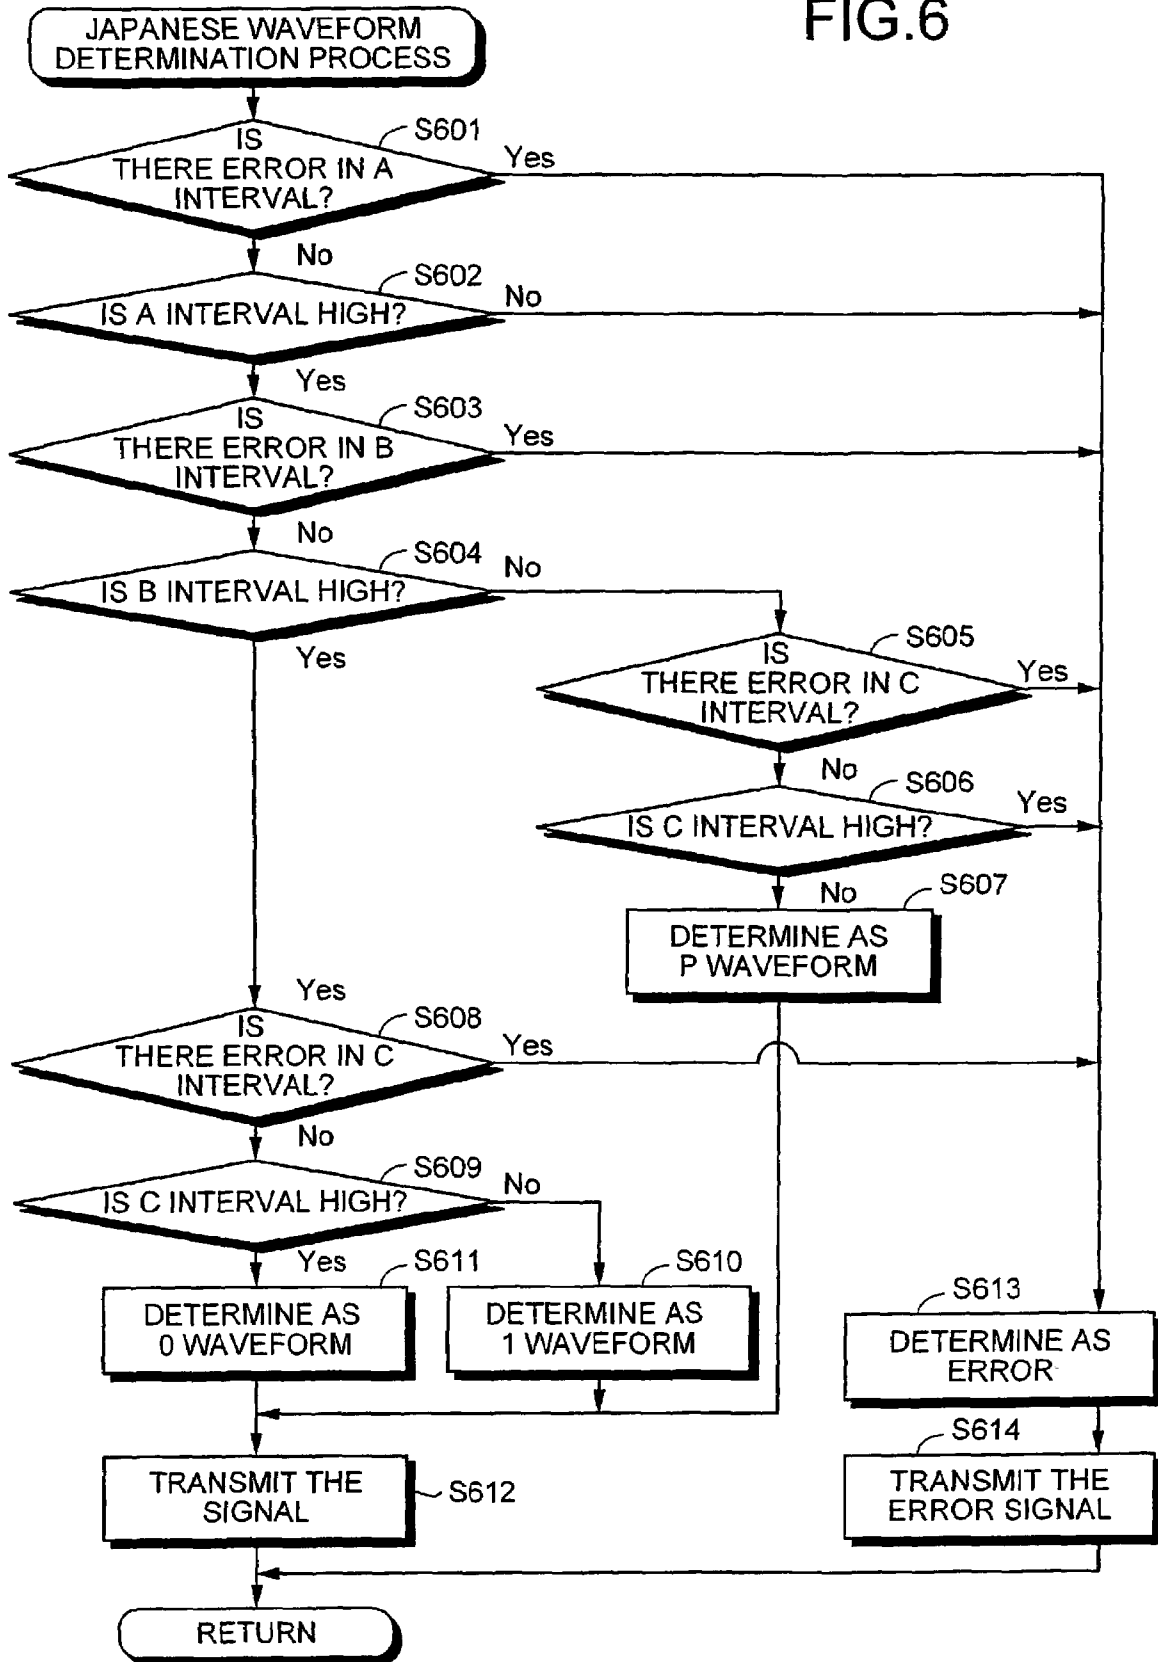 FIG.6
JAPANESE WAVEFORM
DETERMINATION PROCESS
S601
IS
THERE ERROR IN A
INTERVAL?
Yes
No
S602
IS A INTERVAL HIGH?
No
Yes
S603
IS
THERE ERROR IN B
INTERVAL?
Yes
No
S604
IS B INTERVAL HIGH?
No
Yes
S605
IS
THERE ERROR IN C
INTERVAL?
Yes
No
S606
IS C INTERVAL HIGH?
Yes
No
S607
DETERMINE AS
P WAVEFORM
Yes
S608
IS
THERE ERROR IN C
INTERVAL?
Yes
No
S609
IS C INTERVAL HIGH?
No
Yes
S611
DETERMINE AS
0 WAVEFORM
S610
DETERMINE AS
1 WAVEFORM
S613
DETERMINE AS
ERROR
S614
TRANSMIT THE
ERROR SIGNAL
TRANSMIT THE
SIGNAL
S612
RETURN